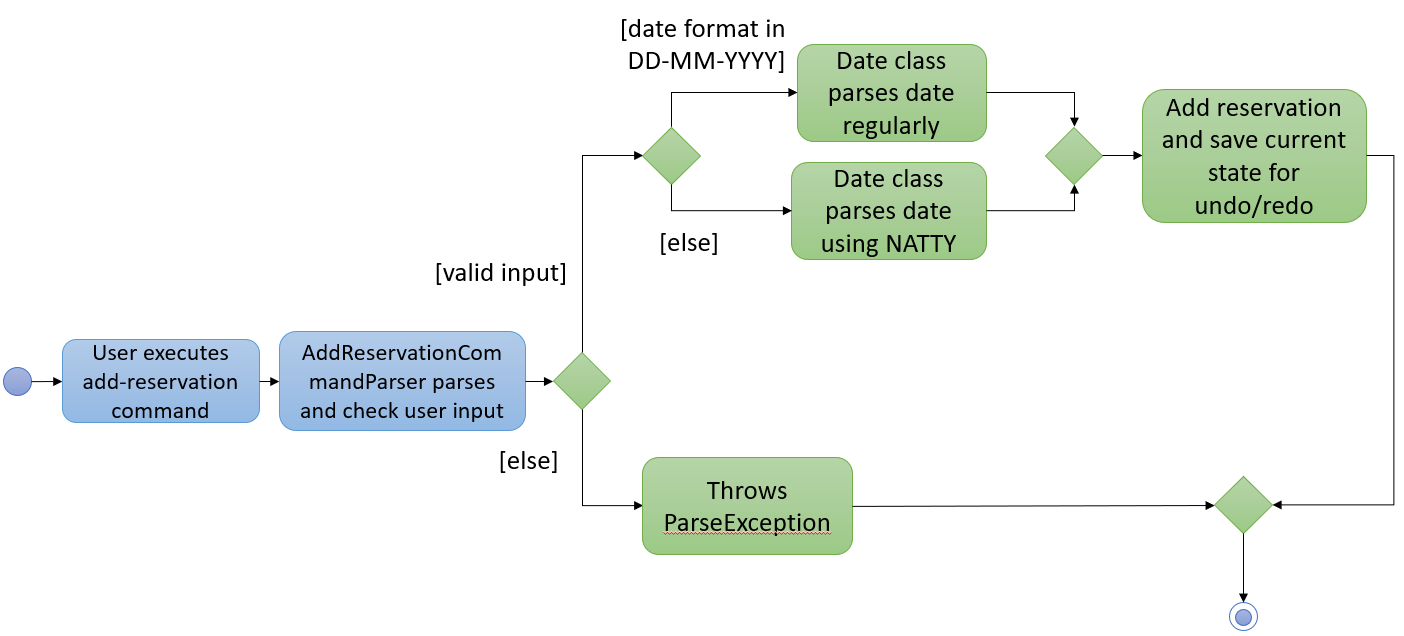 [date format in
DD-MM-YYYY]
Date class
parses date
regularly
Add reservation
and save current
state for
undo/redo
Date class
parses date
using NATTY
[else]
[valid input]
User executes
add-reservation
command
AddReservationCom
mandParser parses
and check user input
[else]
Throws
ParseException